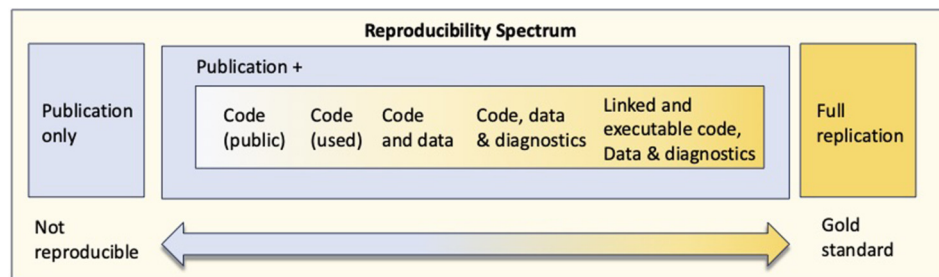 Reproducibility Spectrum
Publication
only
Publication +
Code
(public)
Code
(used)
Code
and data
Code, data
& diagnostics
Linked and
executable code,
Data & diagnostics
Full
replication
Not
reproducible
Gold
standard